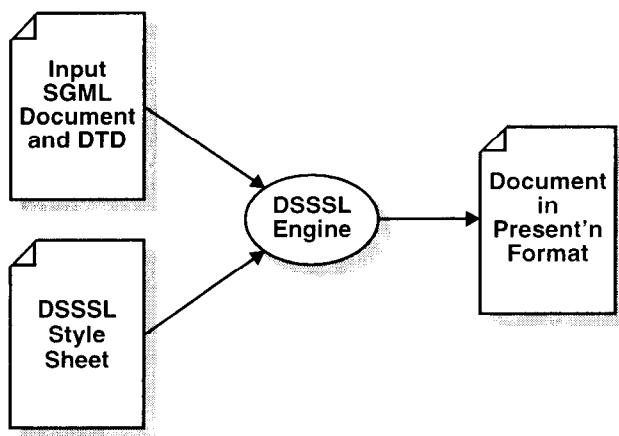 Input
SGML
Document
and DTD
DSSSL
Style
Sheet
DSSSL
Engine
Document
in
Present'n
Format